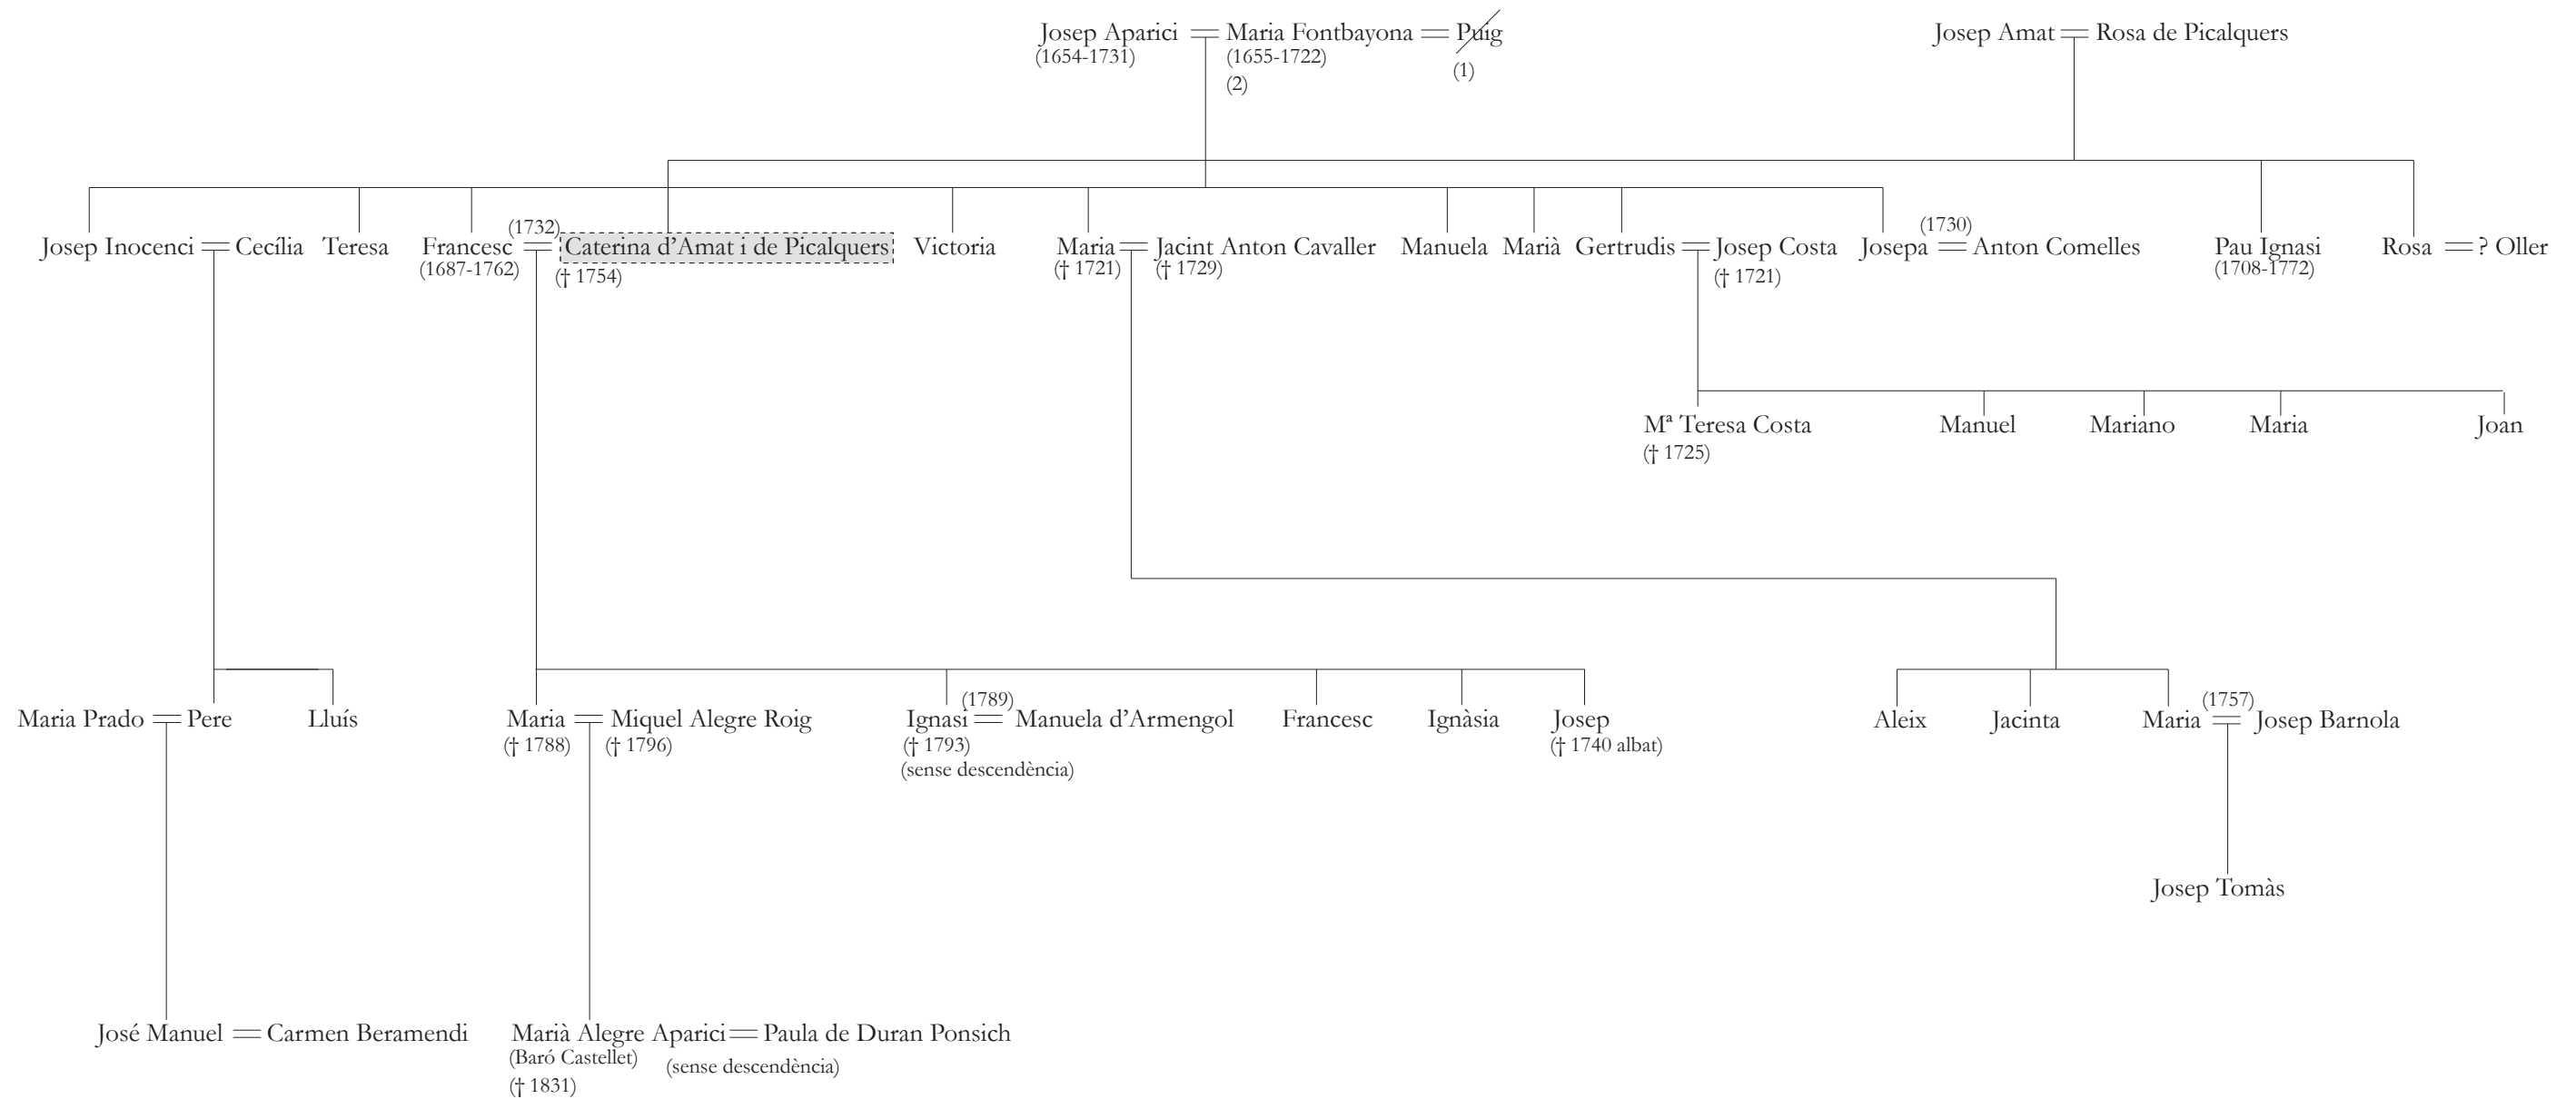 Josep Aparici Maria Fontbayona Puig Josep Amat Rosa de Picalquers
(1654-1731) (1655-1722) (1)
(2)
(1732) (1730)
Josep Inocenci Cecília Teresa Francesc Caterina d’Amat i de Picalquers Victoria Maria Jacint Anton Cavaller Manuela Marià Gertrudis Josep Costa Josepa Anton Comelles Pau Ignasi Rosa ? Oller
(1687-1762) († 1754) († 1721) († 1729) († 1721) (1708-1772)
Mª Teresa Costa Manuel Mariano Maria Joan
(† 1725)
(1789) (1757)
Maria Prado Pere Lluís Maria Miquel Alegre Roig Ignasi Manuela d’Armengol Francesc Ignàsia Josep Aleix Jacinta Maria Josep Barnola
(† 1788) († 1796) († 1793) († 1740 albat)
(sense descendència)
Josep Tomàs
José Manuel Carmen Beramendi Marià Alegre Aparici Paula de Duran Ponsich
(Baró Castellet) (sense descendència)
(† 1831)